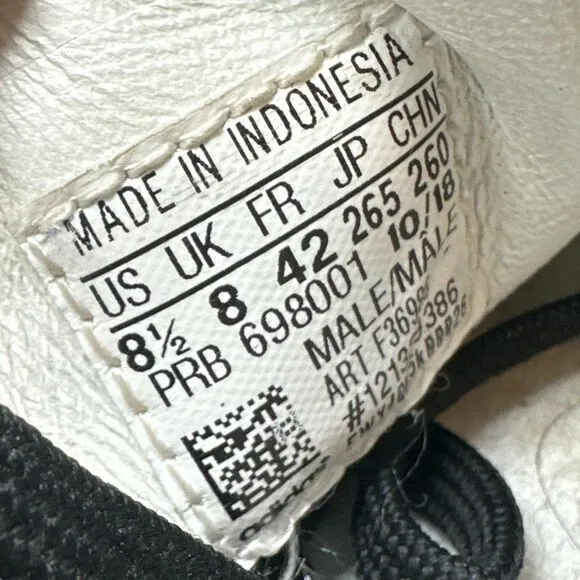 MADE IN INDONESIA
US UK FR JP CHN
8½ 8 42 265 260
PRB 698001 10/18
MALE/MÂLE
ART
adidas